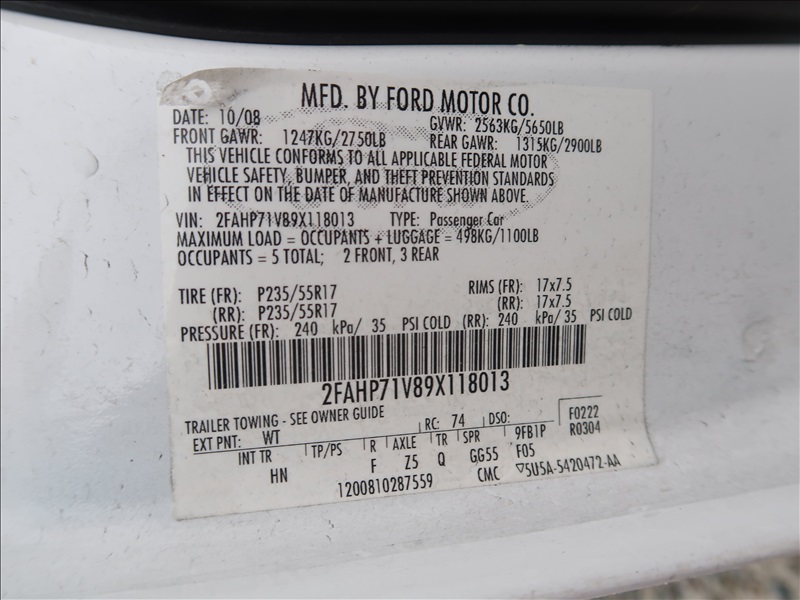 MFD. BY FORD MOTOR CO.
DATE: 10/08 GVWR: 2563KG/5650LB
FRONT GAWR: 1247KG/2750LB REAR GAWR: 1315KG/2900LB
THIS VEHICLE CONFORMS TO ALL APPLICABLE FEDERAL MOTOR
VEHICLE SAFETY, BUMPER, AND THEFT PREVENTION STANDARDS
IN EFFECT ON THE DATE OF MANUFACTURE SHOWN ABOVE.
VIN: 2FAHP71V89X118013 TYPE: Passenger Car
MAXIMUM LOAD = OCCUPANTS + LUGGAGE = 498KG/1100LB
OCCUPANTS = 5 TOTAL; 2 FRONT, 3 REAR
TIRE (FR): P235/55R17 RIMS (FR): 17x7.5
(RR): P235/55R17 (RR): 17x7.5
PRESSURE (FR): 240 kPa/ 35 PSI COLD (RR): 240 kPa/ 35 PSI COLD
2FAHP71V89X118013
TRAILER TOWING - SEE OWNER GUIDE
EXT PNT: WT RC: 74 DSO: F0222
R0304
INT TR TP/PS R AXLE TR SPR 9FB1P
HN F Z5 Q GG55 F05
1200810287559 CMC ▽5U5A-5420472-AA